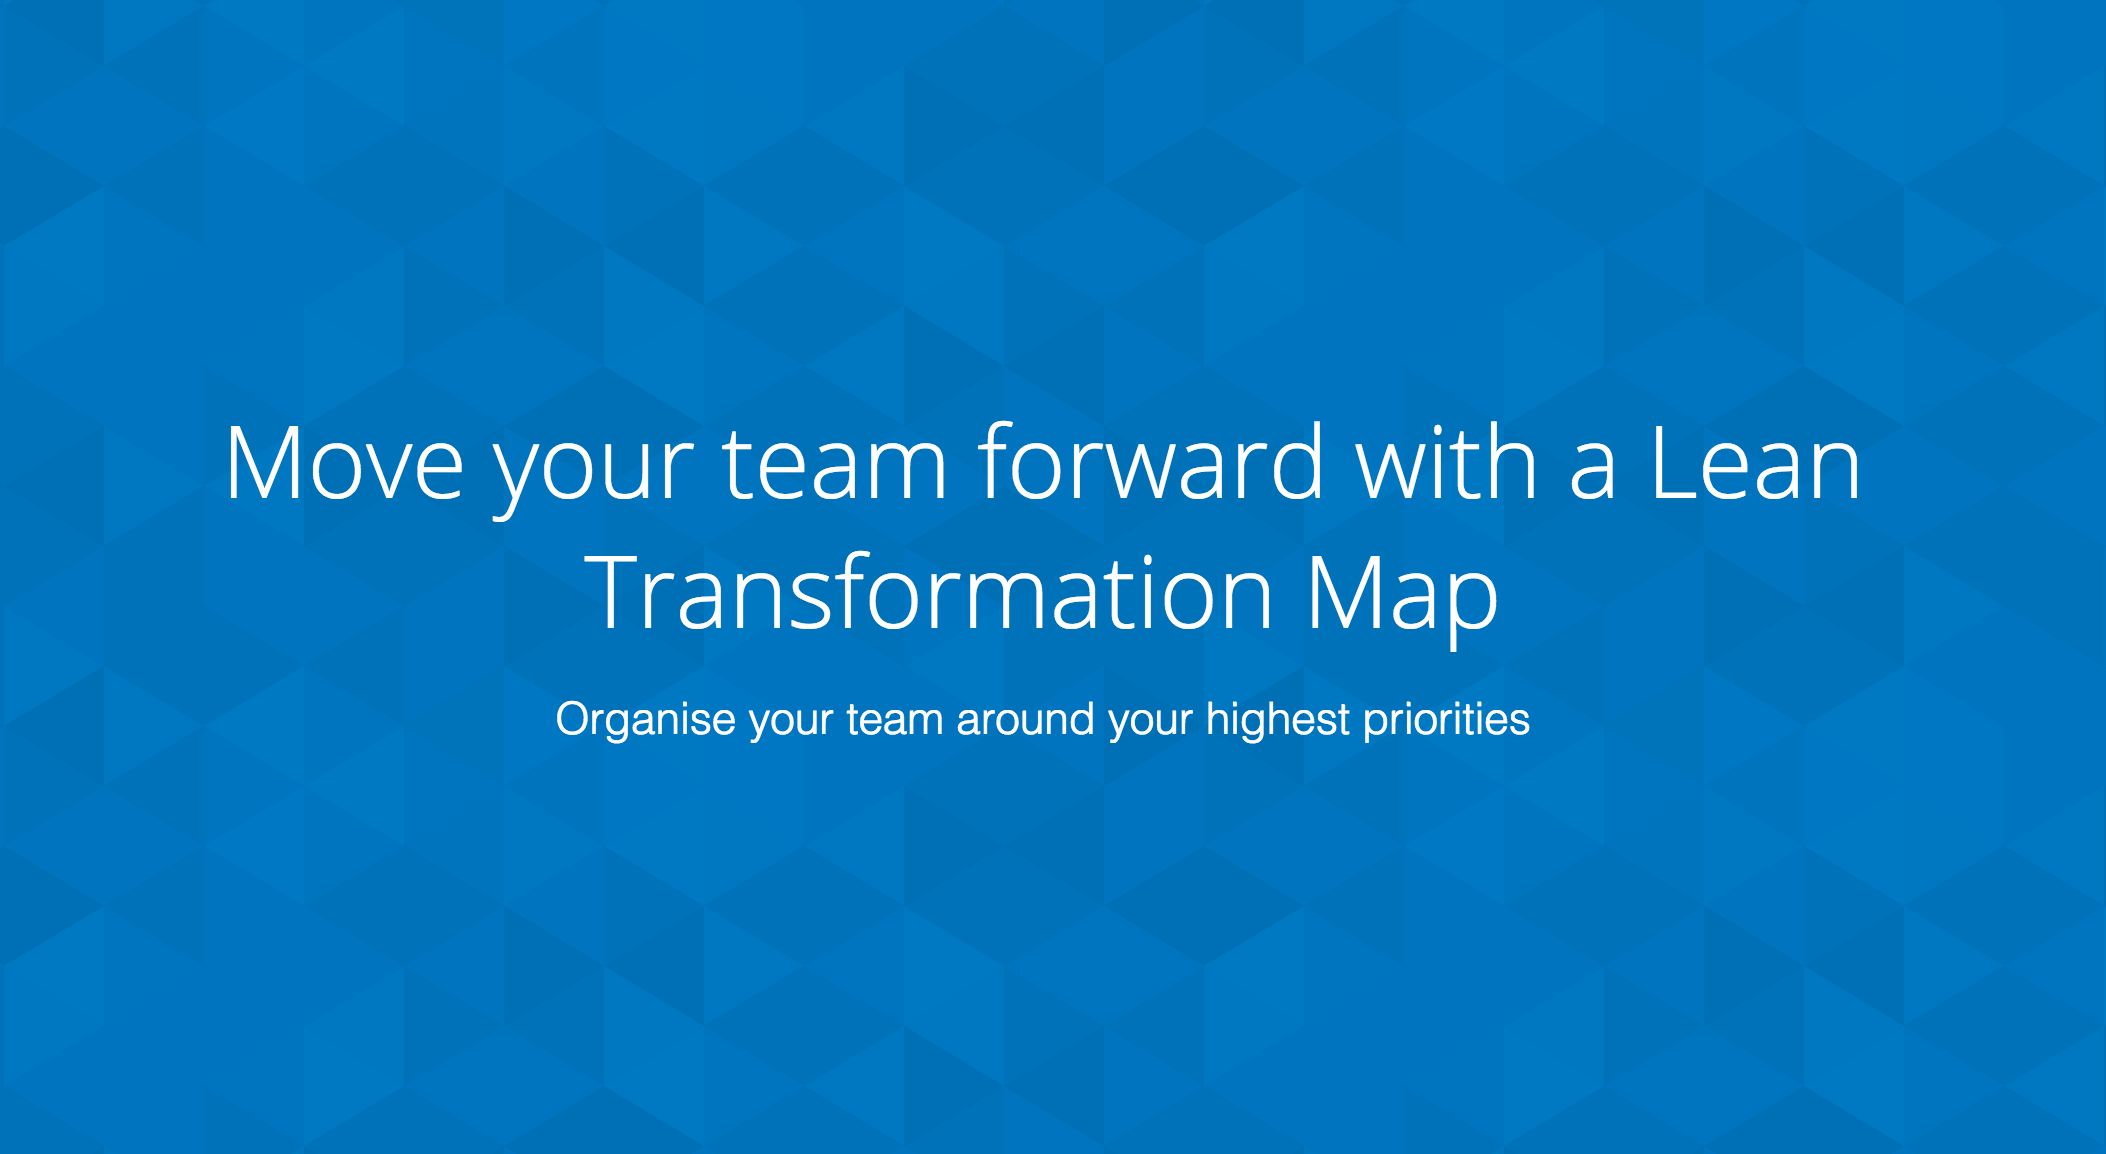 Move your team forward with a Lean
Transformation Map
Organise your team around your highest priorities